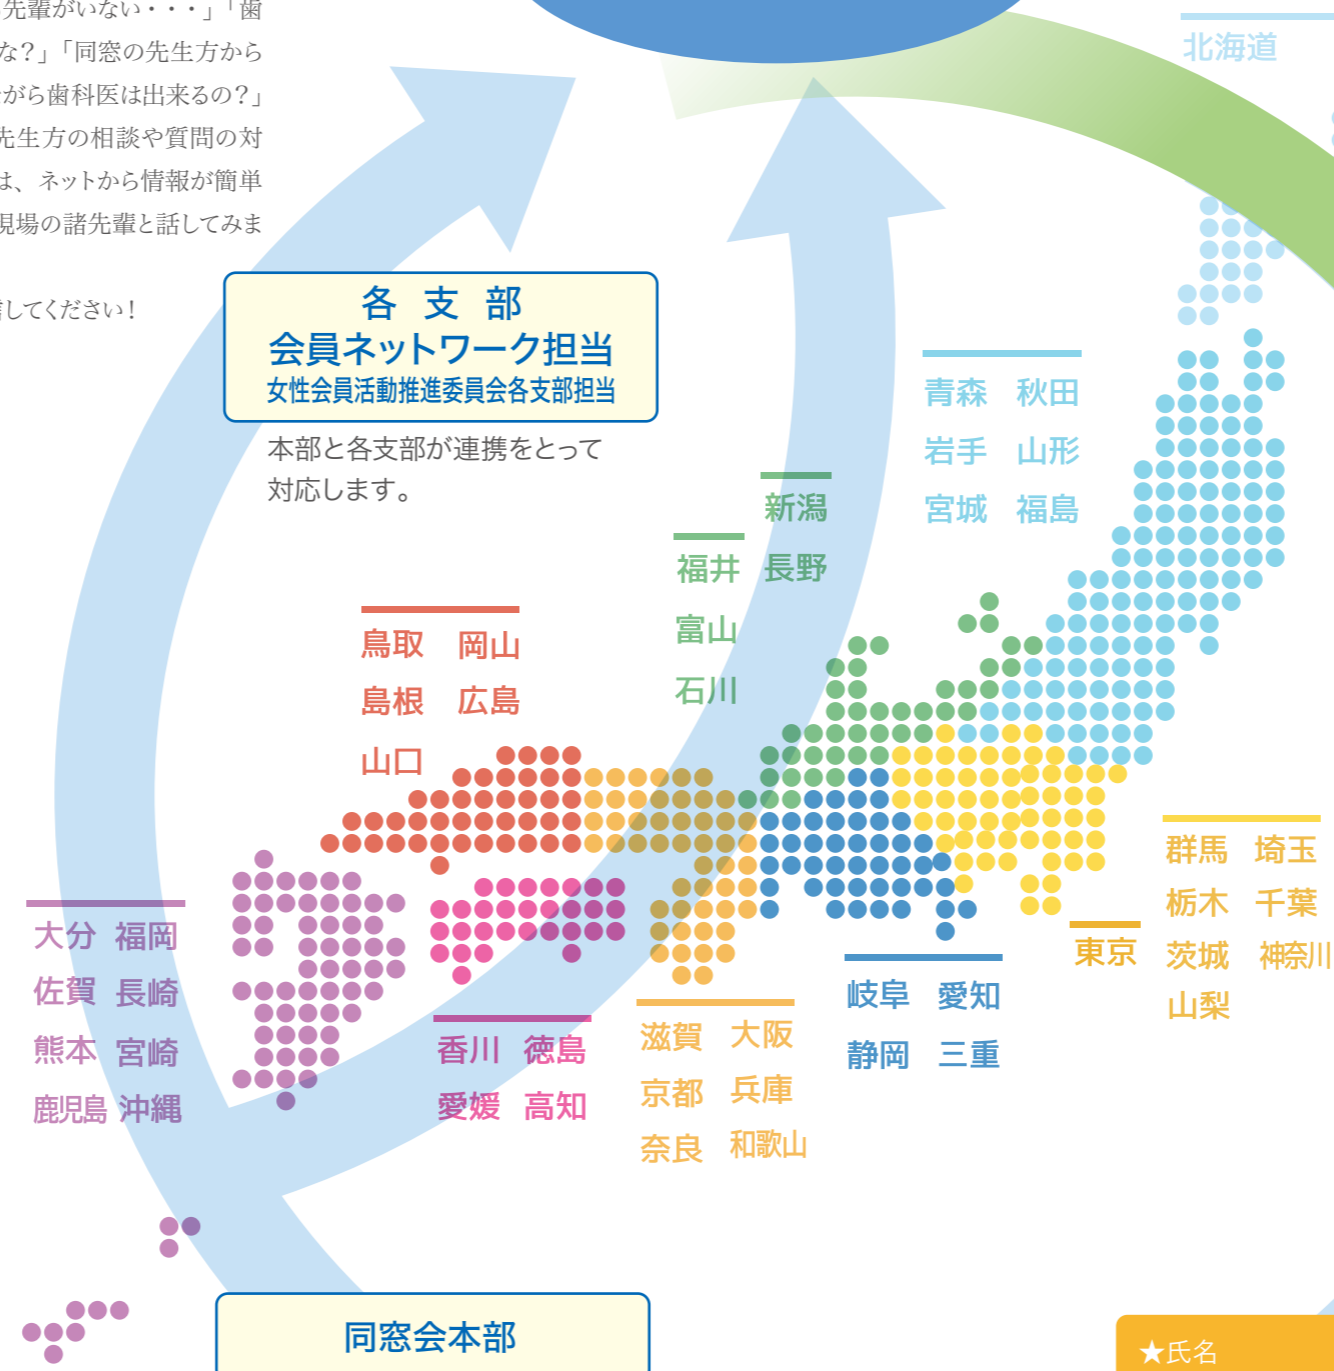 先輩がいない・・・」「歯
な？」「同窓の先生方から
がら歯科医は出来るの？」
先生方の相談や質問の対
は、ネットから情報が簡単
現場の諸先輩と話してみま
してください！
北海道
各支部
会員ネットワーク担当
女性会員活動推進委員会各支部担当
本部と各支部が連携をとって
対応します。
青森 秋田
岩手 山形
宮城 福島
新潟
福井 長野
富山
石川
鳥取 岡山
島根 広島
山口
群馬 埼玉
栃木 千葉
茨城 神奈川
山梨
東京
大分 福岡
佐賀 長崎
熊本 宮崎
鹿児島 沖縄
岐阜 愛知
静岡 三重
香川 徳島
愛媛 高知
滋賀 大阪
京都 兵庫
奈良 和歌山
同窓会本部
★氏名